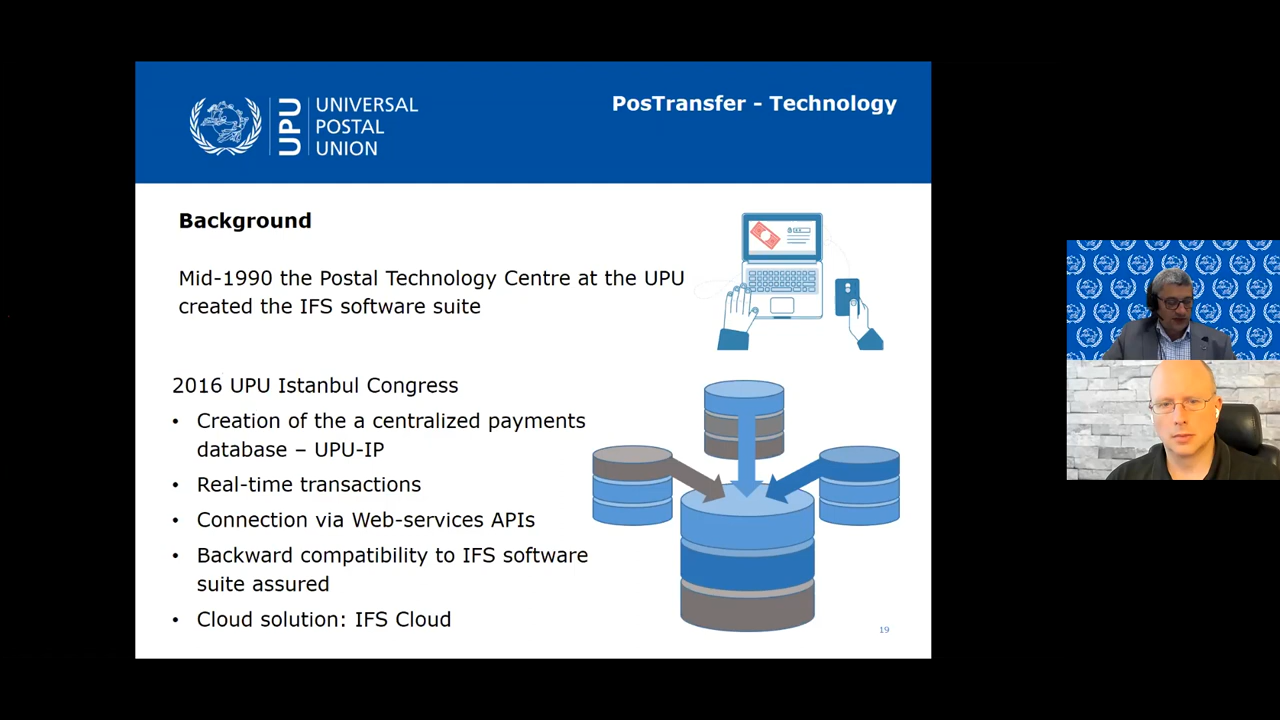 UPU
UNIVERSAL
POSTAL
UNION
PosTransfer - Technology
Background
Mid-1990 the Postal Technology Centre at the UPU
created the IFS software suite
2016 UPU Istanbul Congress
• Creation of the a centralized payments
database – UPU-IP
• Real-time transactions
• Connection via Web-services APIs
• Backward compatibility to IFS software
suite assured
• Cloud solution: IFS Cloud
19